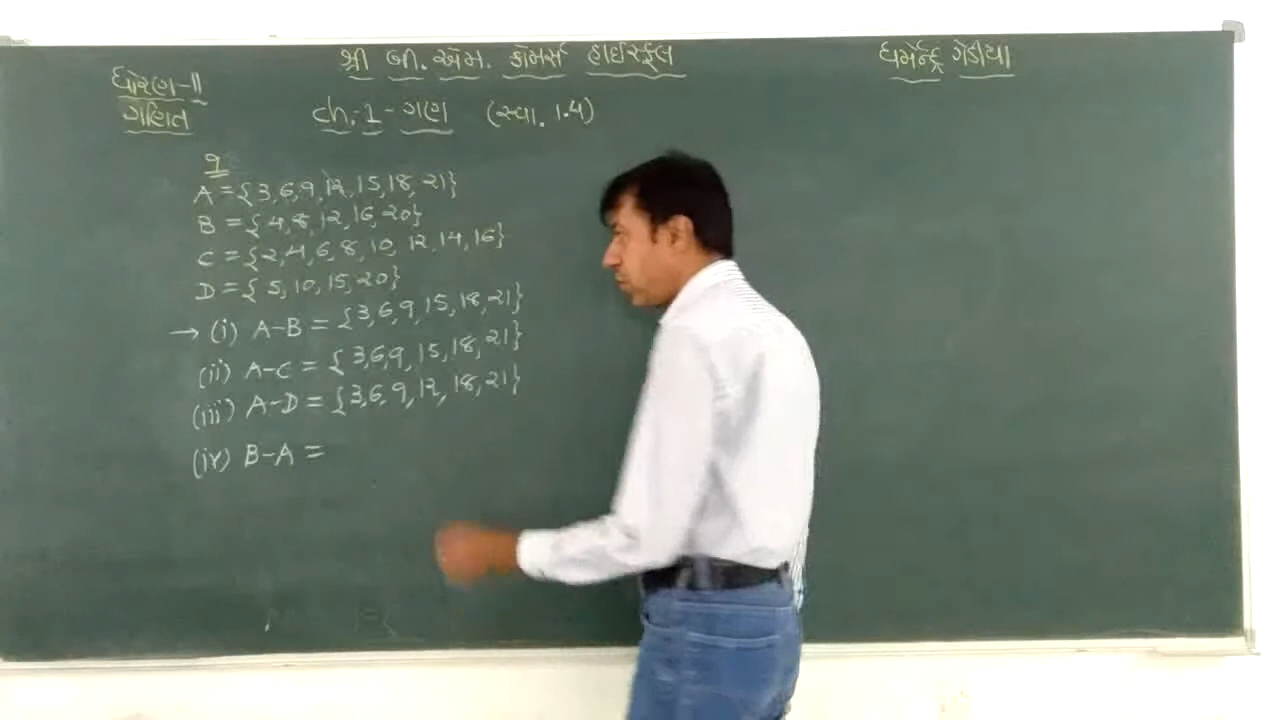 શ્રી બી. એમ. કોમર્સ હાઈસ્કૂલ
ધર્મેન્દ્ર ગેડીયા
ધોરણ-11
ગણિત
ch.-1 - ગણ (સ્વા. 1.4)
9
A = {3,6,9,12,15,18,21}
B = {4,8,12,16,20}
C = {2,4,6,8,10,12,14,16}
D = {5,10,15,20}
→ (i) A-B = {3,6,9,15,18,21}
(ii) A-C = {3,6,9,15,18,21}
(iii) A-D = {3,6,9,12,18,21}
(iv) B-A =